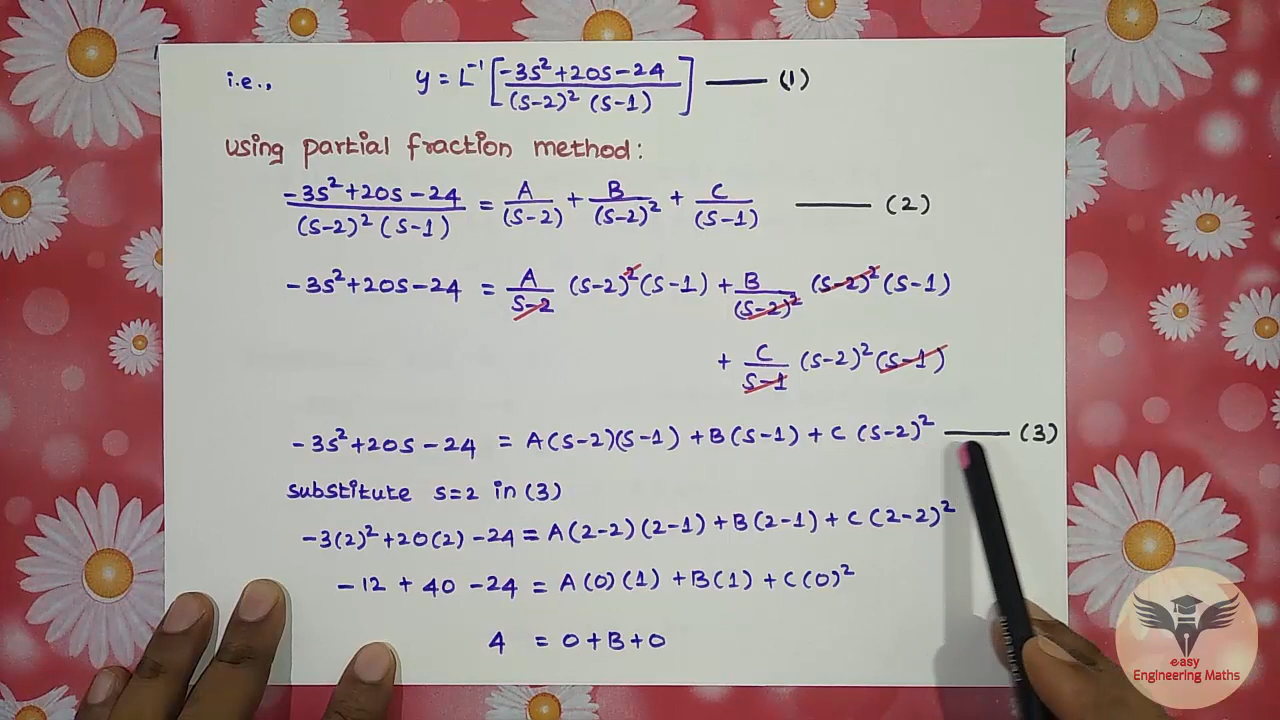 i.e., y = L⁻¹ [ (-3s²+20s-24) / ((s-2)² (s-1)) ] —— (1)
using partial fraction method:
(-3s²+20s-24) / ((s-2)² (s-1)) = A/(s-2) + B/(s-2)² + C/(s-1) —— (2)
-3s²+20s-24 = A/(s-2) (s-2)²(s-1) + B/(s-2)² (s-2)²(s-1)
+ C/(s-1) (s-2)²(s-1)
-3s²+20s-24 = A(s-2)(s-1) + B(s-1) + C (s-2)² —— (3)
substitute s=2 in (3)
-3(2)²+20(2)-24 = A(2-2)(2-1)+B(2-1)+C(2-2)²
-12 + 40 -24 = A(0)(1) +B(1)+C(0)²
4 = 0+B+0
easy
Engineering Maths